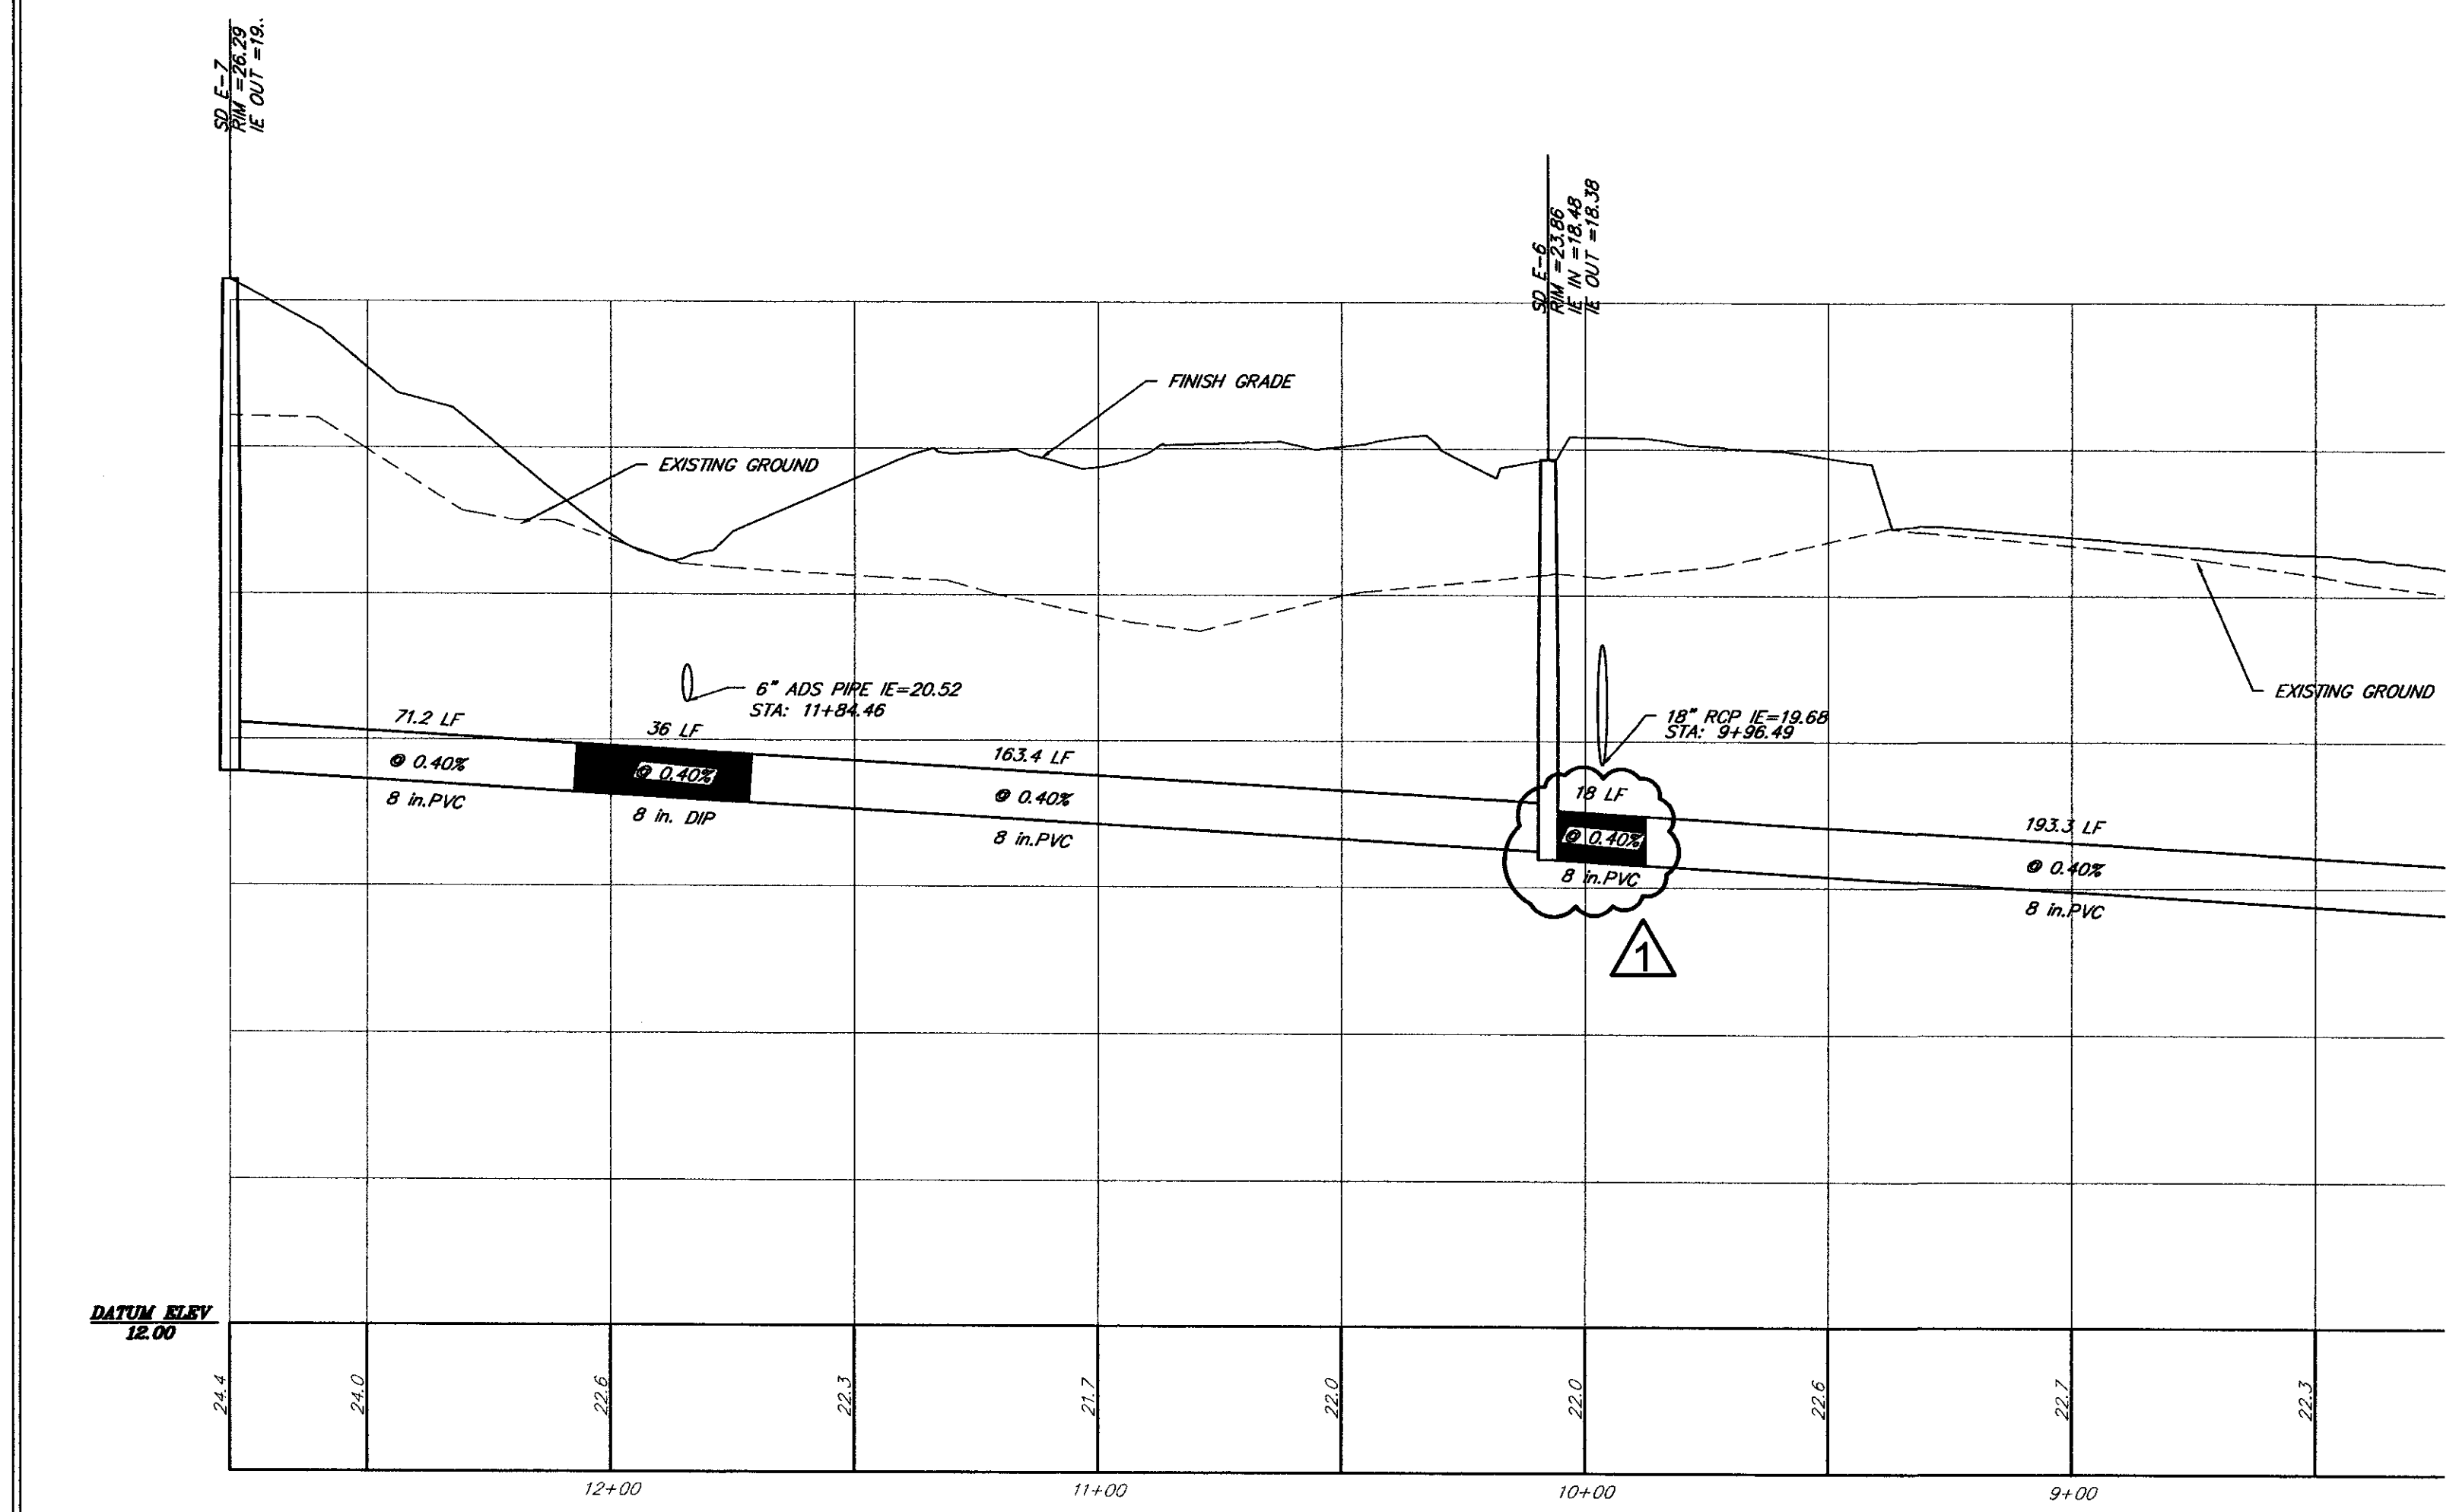 SD E-7
RIM =26.29
IE OUT =19.
SD E-6
RIM =23.86
IE IN =18.48
IE OUT =18.38
FINISH GRADE
EXISTING GROUND
EXISTING GROUND
6" ADS PIPE IE=20.52
STA: 11+84.46
18" RCP IE=19.68
STA: 9+96.49
71.2 LF
@ 0.40%
8 in.PVC
36 LF
@ 0.40%
8 in. DIP
163.4 LF
@ 0.40%
8 in.PVC
18 LF
@ 0.40%
8 in.PVC
193.3 LF
@ 0.40%
8 in.PVC
1
DATUM ELEV
12.00
24.4
24.0
22.6
22.3
21.7
22.0
22.0
22.6
22.7
22.3
12+00
11+00
10+00
9+00